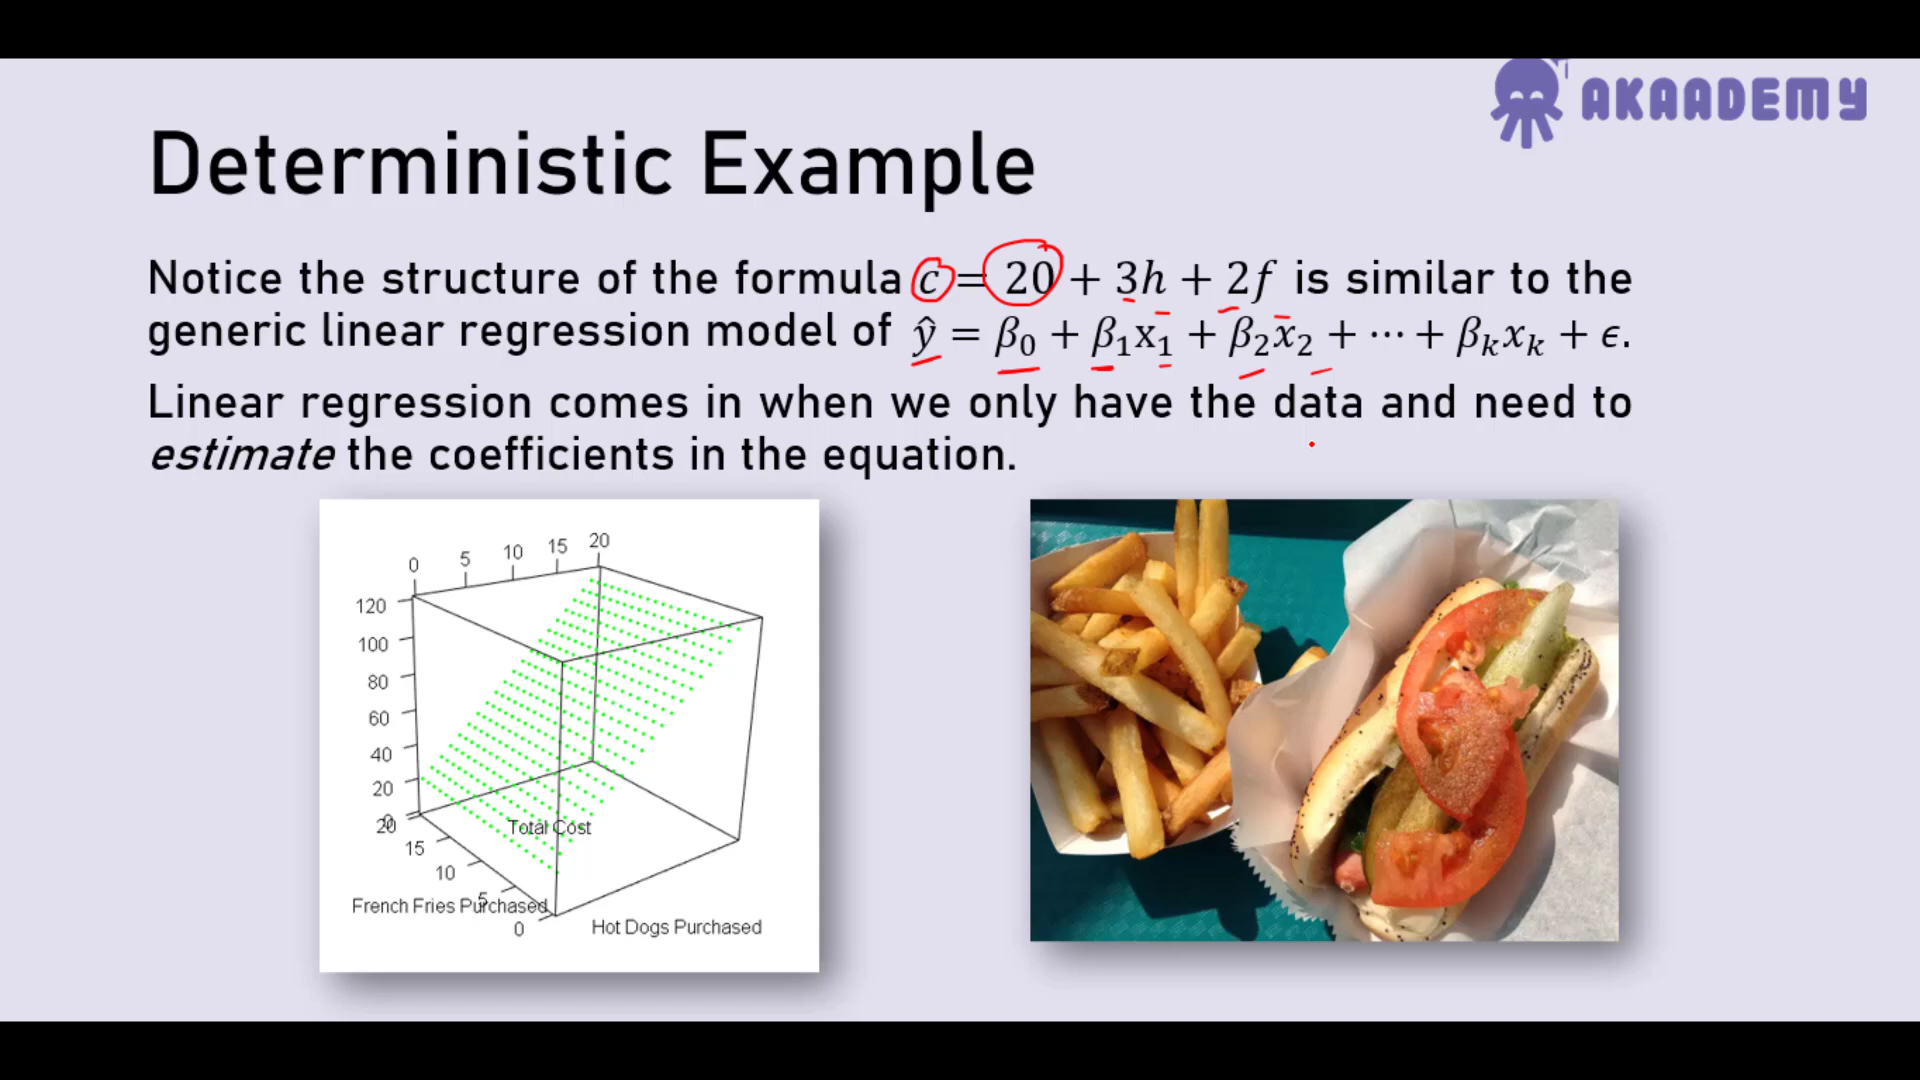 AKAADEMY
Deterministic Example
Notice the structure of the formula c = 20 + 3h + 2f is similar to the
generic linear regression model of ŷ = β₀ + β₁x₁ + β₂x₂ + ⋯ + βₖxₖ + ϵ.
Linear regression comes in when we only have the data and need to
estimate the coefficients in the equation.
0 5 10 15 20
120
100
80
60
40
20
0
20
15
10
5
0
Total Cost
French Fries Purchased
Hot Dogs Purchased